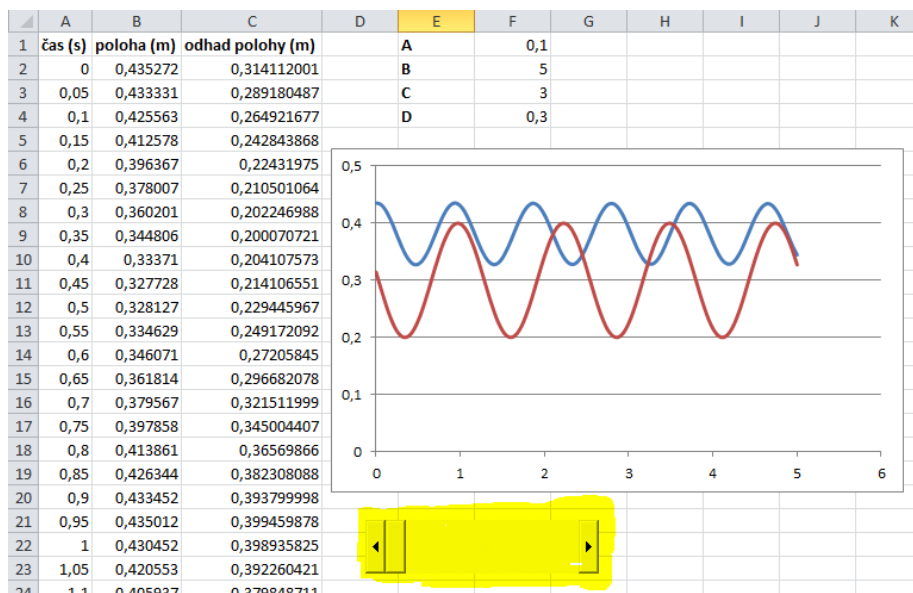 A B C D E F G H I J K
1 čas (s) poloha (m) odhad polohy (m) A 0,1
2 0 0,435272 0,314112001 B 5
3 0,05 0,433331 0,289180487 C 3
4 0,1 0,425563 0,264921677 D 0,3
5 0,15 0,412578 0,242843868
6 0,2 0,396367 0,22431975
7 0,25 0,378007 0,210501064
8 0,3 0,360201 0,202246988
9 0,35 0,344806 0,200070721
10 0,4 0,33371 0,204107573
11 0,45 0,327728 0,214106551
12 0,5 0,328127 0,229445967
13 0,55 0,334629 0,249172092
14 0,6 0,346071 0,27205845
15 0,65 0,361814 0,296682078
16 0,7 0,379567 0,321511999
17 0,75 0,397858 0,345004407
18 0,8 0,413861 0,36569866
19 0,85 0,426344 0,382308088
20 0,9 0,433452 0,393799998
21 0,95 0,435012 0,399459878
22 1 0,430452 0,398935825
23 1,05 0,420553 0,392260421
24 1,1 0,405937 0,379848711
0,5
0,4
0,3
0,2
0,1
0
0 1 2 3 4 5 6